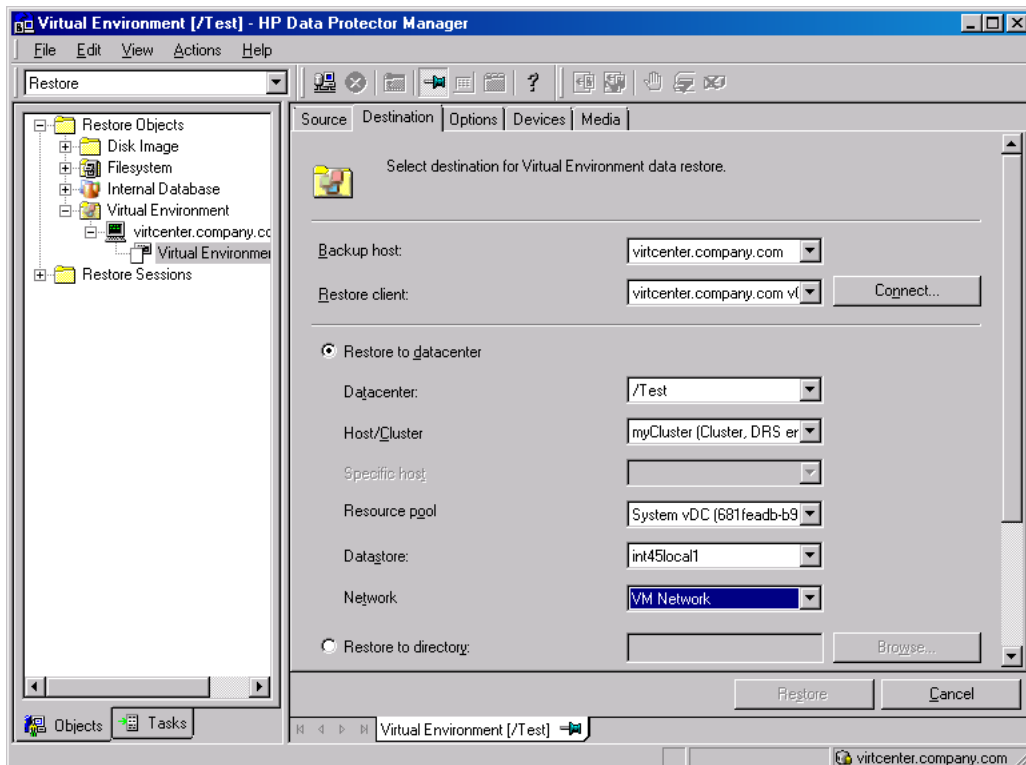 Virtual Environment [/Test] - HP Data Protector Manager
File Edit View Actions Help
Restore
Source Destination Options Devices Media
Restore Objects
Disk Image
Filesystem
Internal Database
Virtual Environment
virtcenter.company.cc
Virtual Environme
Restore Sessions
Select destination for Virtual Environment data restore.
Backup host: virtcenter.company.com
Restore client: virtcenter.company.com v( Connect...
Restore to datacenter
Datacenter: /Test
Host/Cluster myCluster (Cluster, DRS er
Specific host
Resource pool System vDC (681feadb-b9
Datastore: int45local1
Network VM Network
Restore to directory: Browse...
Restore Cancel
Objects Tasks
Virtual Environment [/Test]
virtcenter.company.com